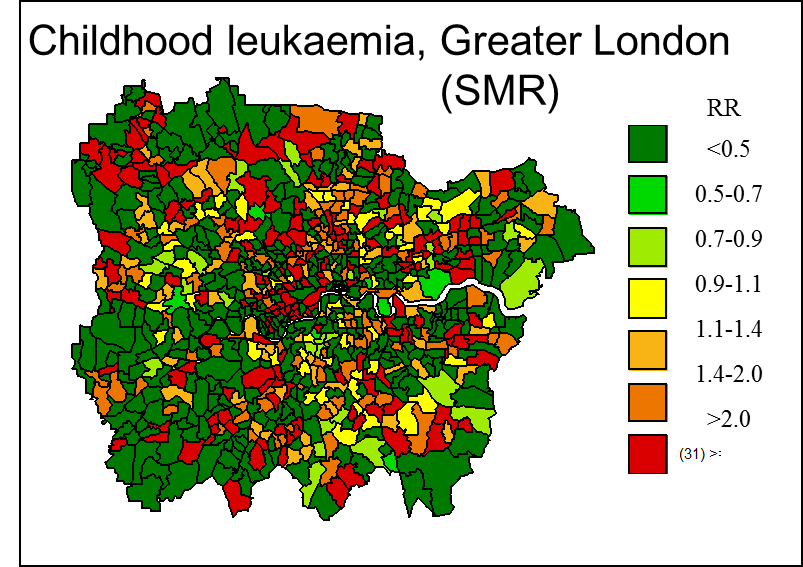 Childhood leukaemia, Greater London
(SMR)
RR
<0.5
0.5-0.7
0.7-0.9
0.9-1.1
1.1-1.4
1.4-2.0
>2.0
(31) >: